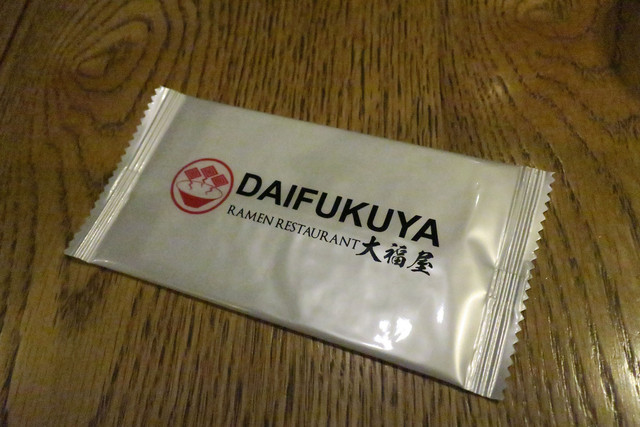 DAIFUKUYA
RAMEN RESTAURANT 大福屋